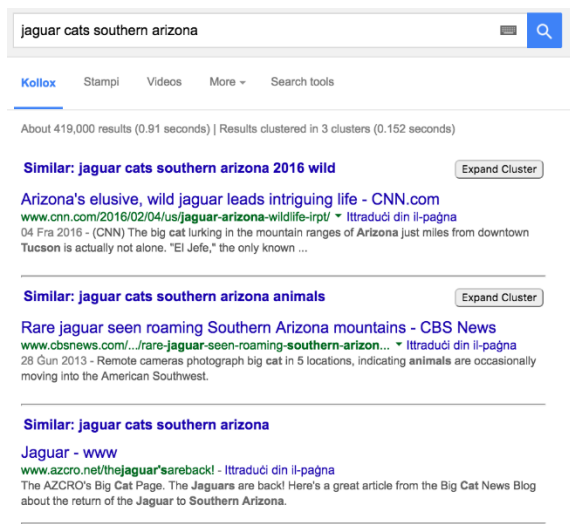 jaguar cats southern arizona
Kollox Stampi Videos More Search tools
About 419,000 results (0.91 seconds) | Results clustered in 3 clusters (0.152 seconds)
Similar: jaguar cats southern arizona 2016 wild Expand Cluster
Arizona's elusive, wild jaguar leads intriguing life - CNN.com
www.cnn.com/2016/02/04/us/jaguar-arizona-wildlife-irpt/ Ittraduċi din il-paġna
04 Fra 2016 - (CNN) The big cat lurking in the mountain ranges of Arizona just miles from downtown
Tucson is actually not alone. "El Jefe," the only known ...
Similar: jaguar cats southern arizona animals Expand Cluster
Rare jaguar seen roaming Southern Arizona mountains - CBS News
www.cbsnews.com/.../rare-jaguar-seen-roaming-southern-arizon... Ittraduċi din il-paġna
28 Ġun 2013 - Remote cameras photograph big cat in 5 locations, indicating animals are occasionally
moving into the American Southwest.
Similar: jaguar cats southern arizona
Jaguar - www
www.azcro.net/thejaguar'sareback! - Ittraduċi din il-paġna
The AZCRO's Big Cat Page. The Jaguars are back! Here's a great article from the Big Cat News Blog
about the return of the Jaguar to Southern Arizona.